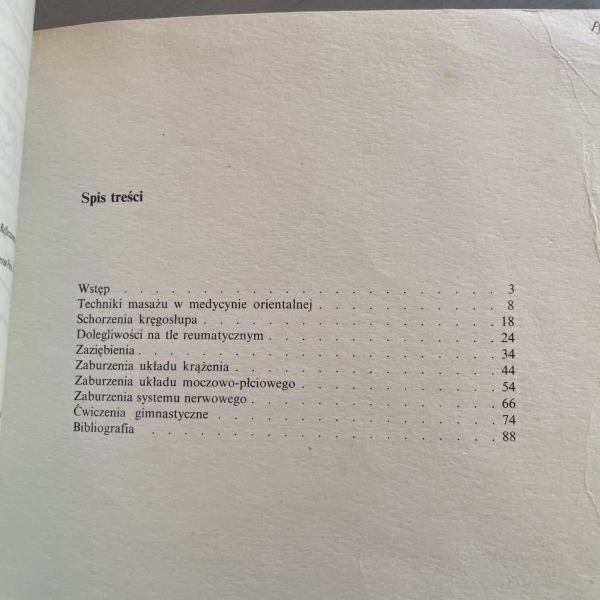 Spis treści
Wstęp . . . . . . . . . . . . . . . . . . 3
Techniki masażu w medycynie orientalnej . . . . . . . . . 8
Schorzenia kręgosłupa . . . . . . . . . . . . . . 18
Dolegliwości na tle reumatycznym . . . . . . . . . . . 24
Zaziębienia . . . . . . . . . . . . . . . . . 34
Zaburzenia układu krążenia . . . . . . . . . . . . . 44
Zaburzenia układu moczowo-płciowego . . . . . . . . . . 54
Zaburzenia systemu nerwowego . . . . . . . . . . . . 66
Ćwiczenia gimnastyczne . . . . . . . . . . . . . 74
Bibliografia . . . . . . . . . . . . . . . . 88